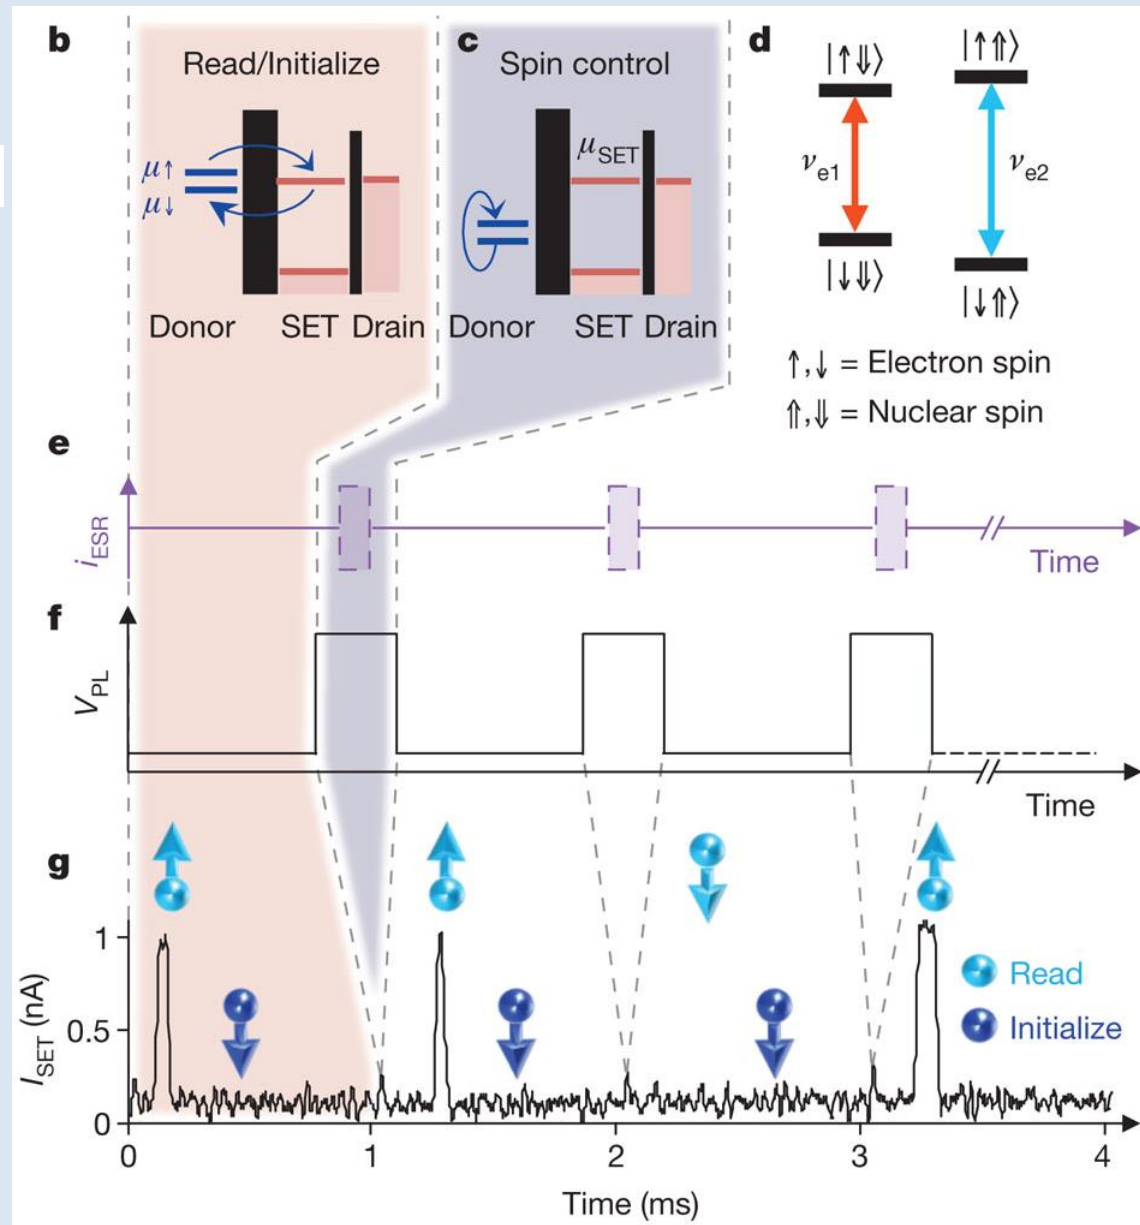 b
Read/Initialize
μ↑
μ↓
Donor SET Drain
c
Spin control
μSET
Donor SET Drain
d
|↑⇓⟩ |↑⇑⟩
νe1 νe2
|↓⇓⟩ |↓⇑⟩
↑,↓ = Electron spin
⇑,⇓ = Nuclear spin
e
iESR
Time
f
VPL
Time
g
ISET (nA)
1
0.5
0
Read
Initialize
0 1 2 3 4
Time (ms)